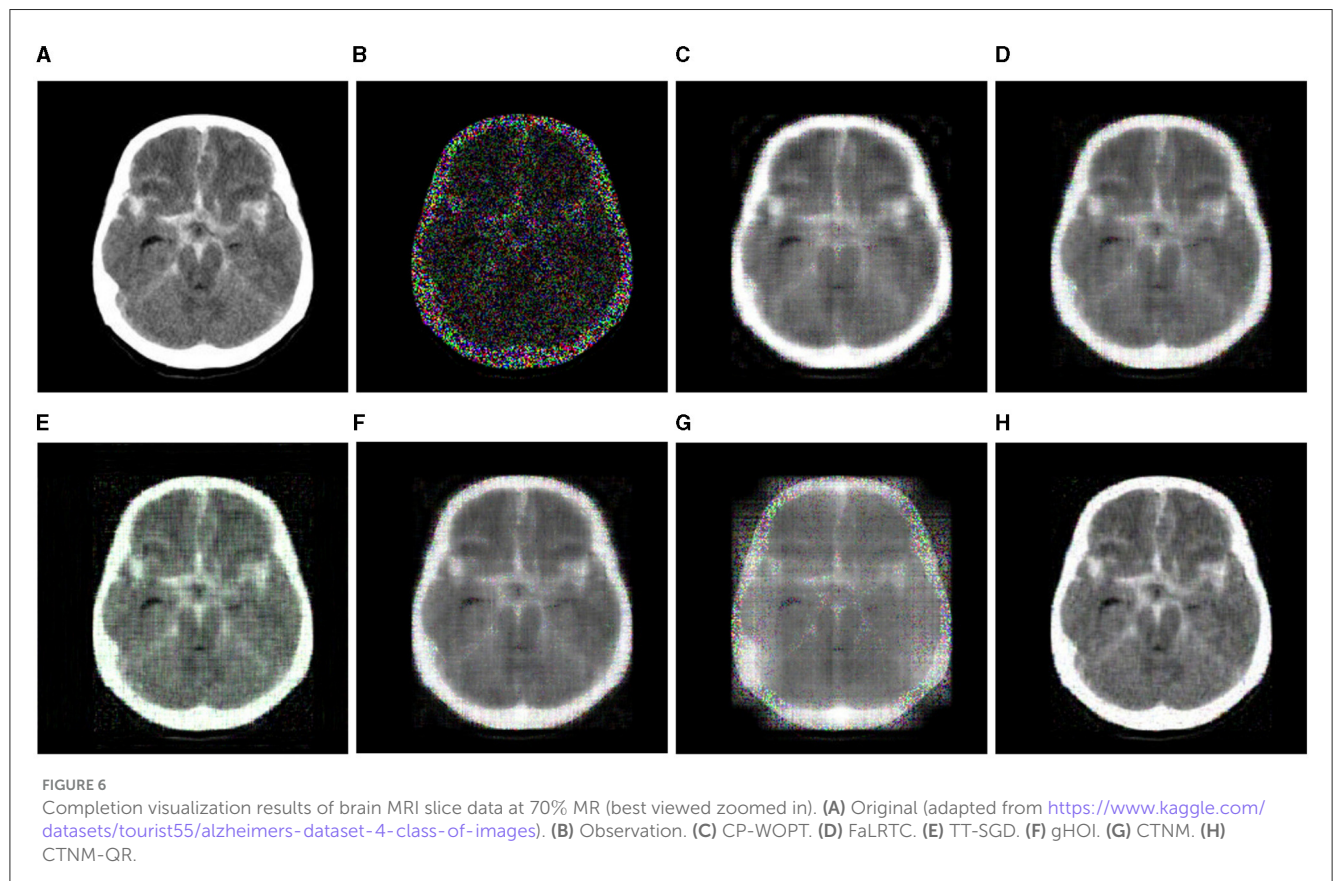 A
B
C
D
E
F
G
H
FIGURE 6
Completion visualization results of brain MRI slice data at 70% MR (best viewed zoomed in). (A) Original (adapted from https://www.kaggle.com/
datasets/tourist55/alzheimers-dataset-4-class-of-images). (B) Observation. (C) CP-WOPT. (D) FaLRTC. (E) TT-SGD. (F) gHOI. (G) CTNM. (H)
CTNM-QR.